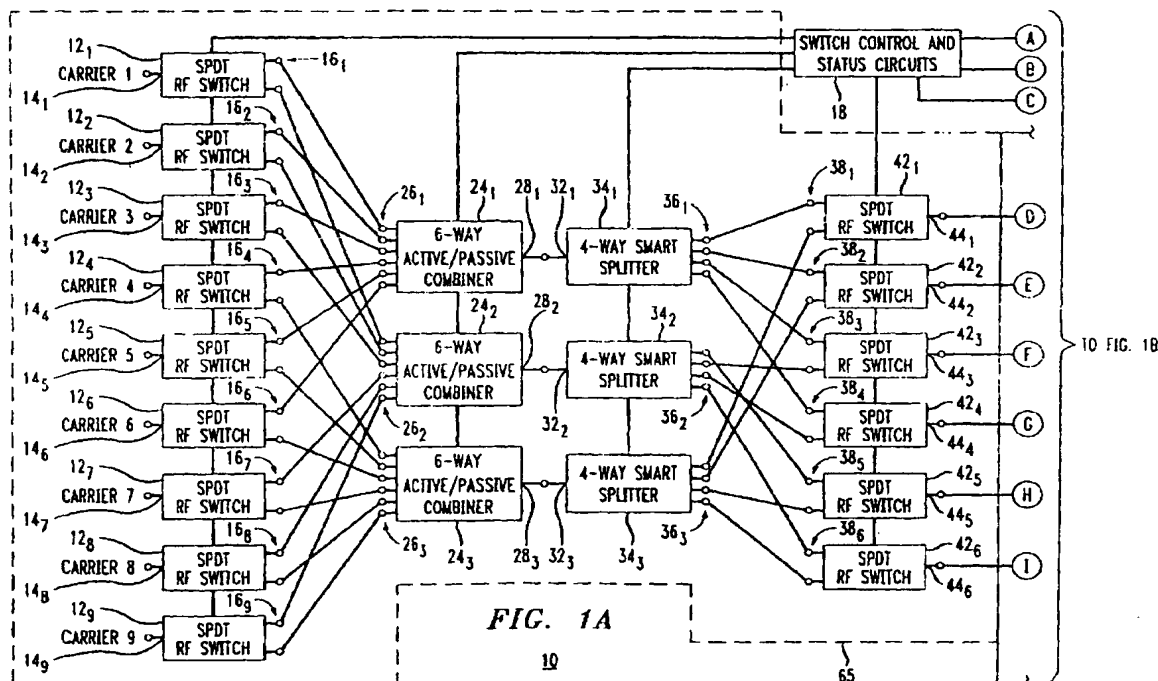 12₁
CARRIER 1
14₁
SPDT
RF SWITCH
16₁
12₂
CARRIER 2
14₂
SPDT
RF SWITCH
16₂
12₃
CARRIER 3
14₃
SPDT
RF SWITCH
16₃
12₄
CARRIER 4
14₄
SPDT
RF SWITCH
16₄
12₅
CARRIER 5
14₅
SPDT
RF SWITCH
16₅
12₆
CARRIER 6
14₆
SPDT
RF SWITCH
16₆
12₇
CARRIER 7
14₇
SPDT
RF SWITCH
16₇
12₈
CARRIER 8
14₈
SPDT
RF SWITCH
16₈
12₉
CARRIER 9
14₉
SPDT
RF SWITCH
16₉
26₁
24₁
6-WAY
ACTIVE/PASSIVE
COMBINER
28₁
24₂
6-WAY
ACTIVE/PASSIVE
COMBINER
28₂
26₂
6-WAY
ACTIVE/PASSIVE
COMBINER
26₃
24₃
28₃
32₁
34₁
4-WAY SMART
SPLITTER
36₁
34₂
4-WAY SMART
SPLITTER
32₂
36₂
4-WAY SMART
SPLITTER
32₃
34₃
36₃
SWITCH CONTROL AND
STATUS CIRCUITS
18
A
B
C
38₁
42₁
SPDT
RF SWITCH
44₁
D
38₂
42₂
SPDT
RF SWITCH
44₂
E
38₃
42₃
SPDT
RF SWITCH
44₃
F
38₄
42₄
SPDT
RF SWITCH
44₄
G
38₅
42₅
SPDT
RF SWITCH
44₅
H
38₆
42₆
SPDT
RF SWITCH
44₆
I
TO FIG. 1B
FIG. 1A
10
65